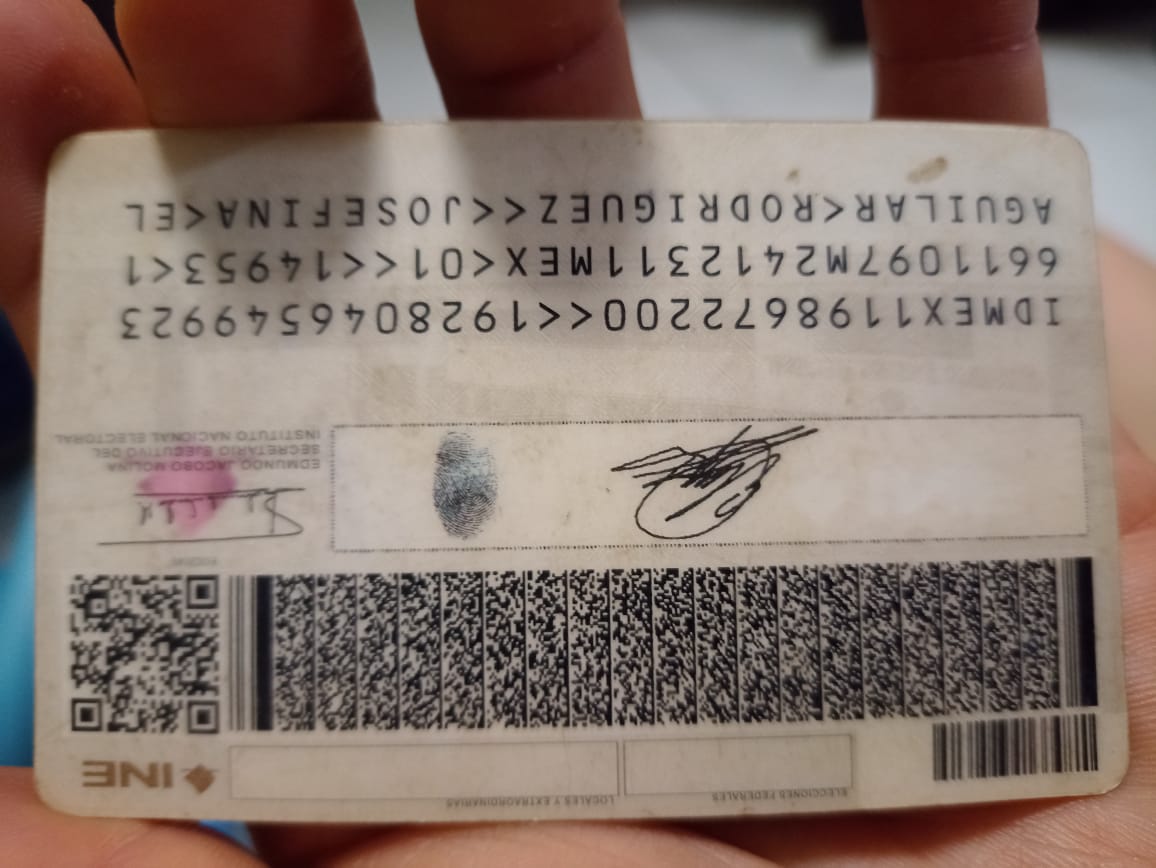 ELECCIONES FEDERALES
LOCALES Y EXTRAORDINARIAS
INE
EDMUNDO JACOBO MOLINA
SECRETARIO EJECUTIVO DEL
INSTITUTO NACIONAL ELECTORAL
IDMEX1198672200<<1928046549923
6611097M2412311MEX<01<<14953<1
AGUILAR<RODRIGUEZ<<JOSEFINA<EL